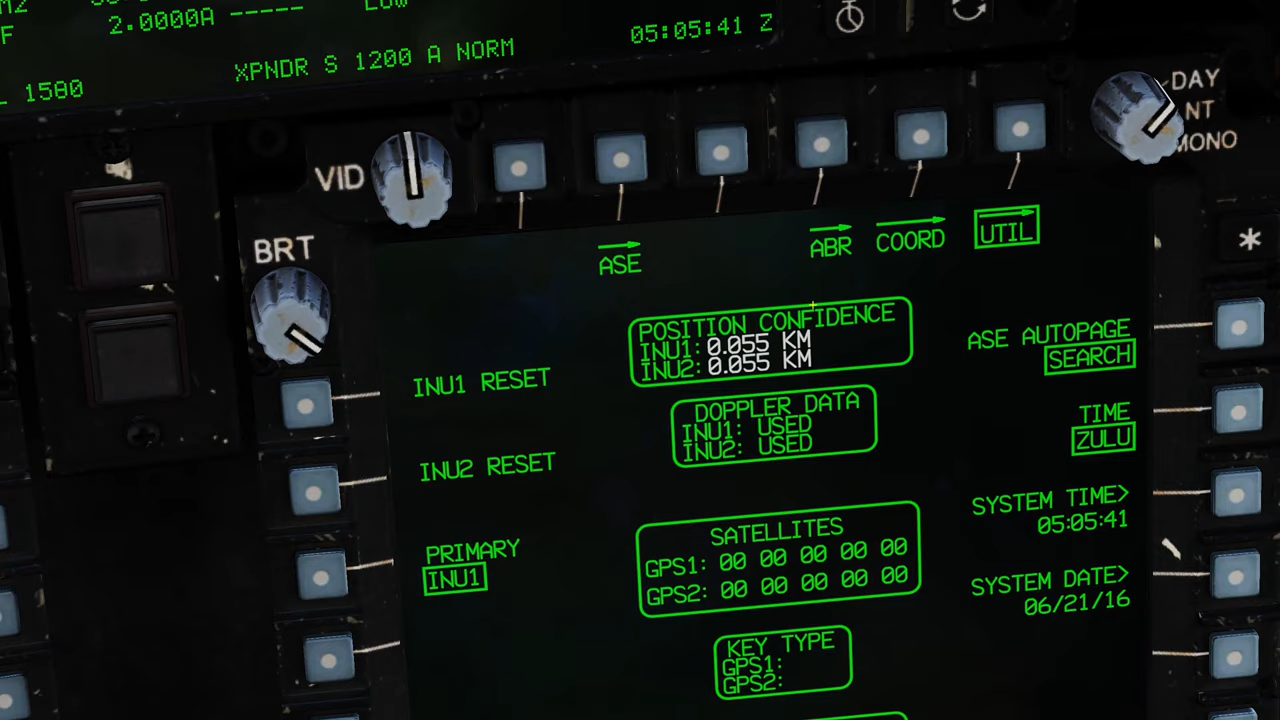 2.0000A -----
XPNDR S 1200 A NORM
05:05:41 Z
1580
VID
DAY
NT
MONO
BRT
ASE
ABR
COORD
UTIL
POSITION CONFIDENCE
INU1: 0.055 KM
INU2: 0.055 KM
ASE AUTOPAGE
SEARCH
INU1 RESET
DOPPLER DATA
INU1: USED
INU2: USED
TIME
ZULU
INU2 RESET
SYSTEM TIME>
05:05:41
SATELLITES
GPS1: 00 00 00 00 00
GPS2: 00 00 00 00 00
PRIMARY
INU1
SYSTEM DATE>
06/21/16
KEY TYPE
GPS1:
GPS2: